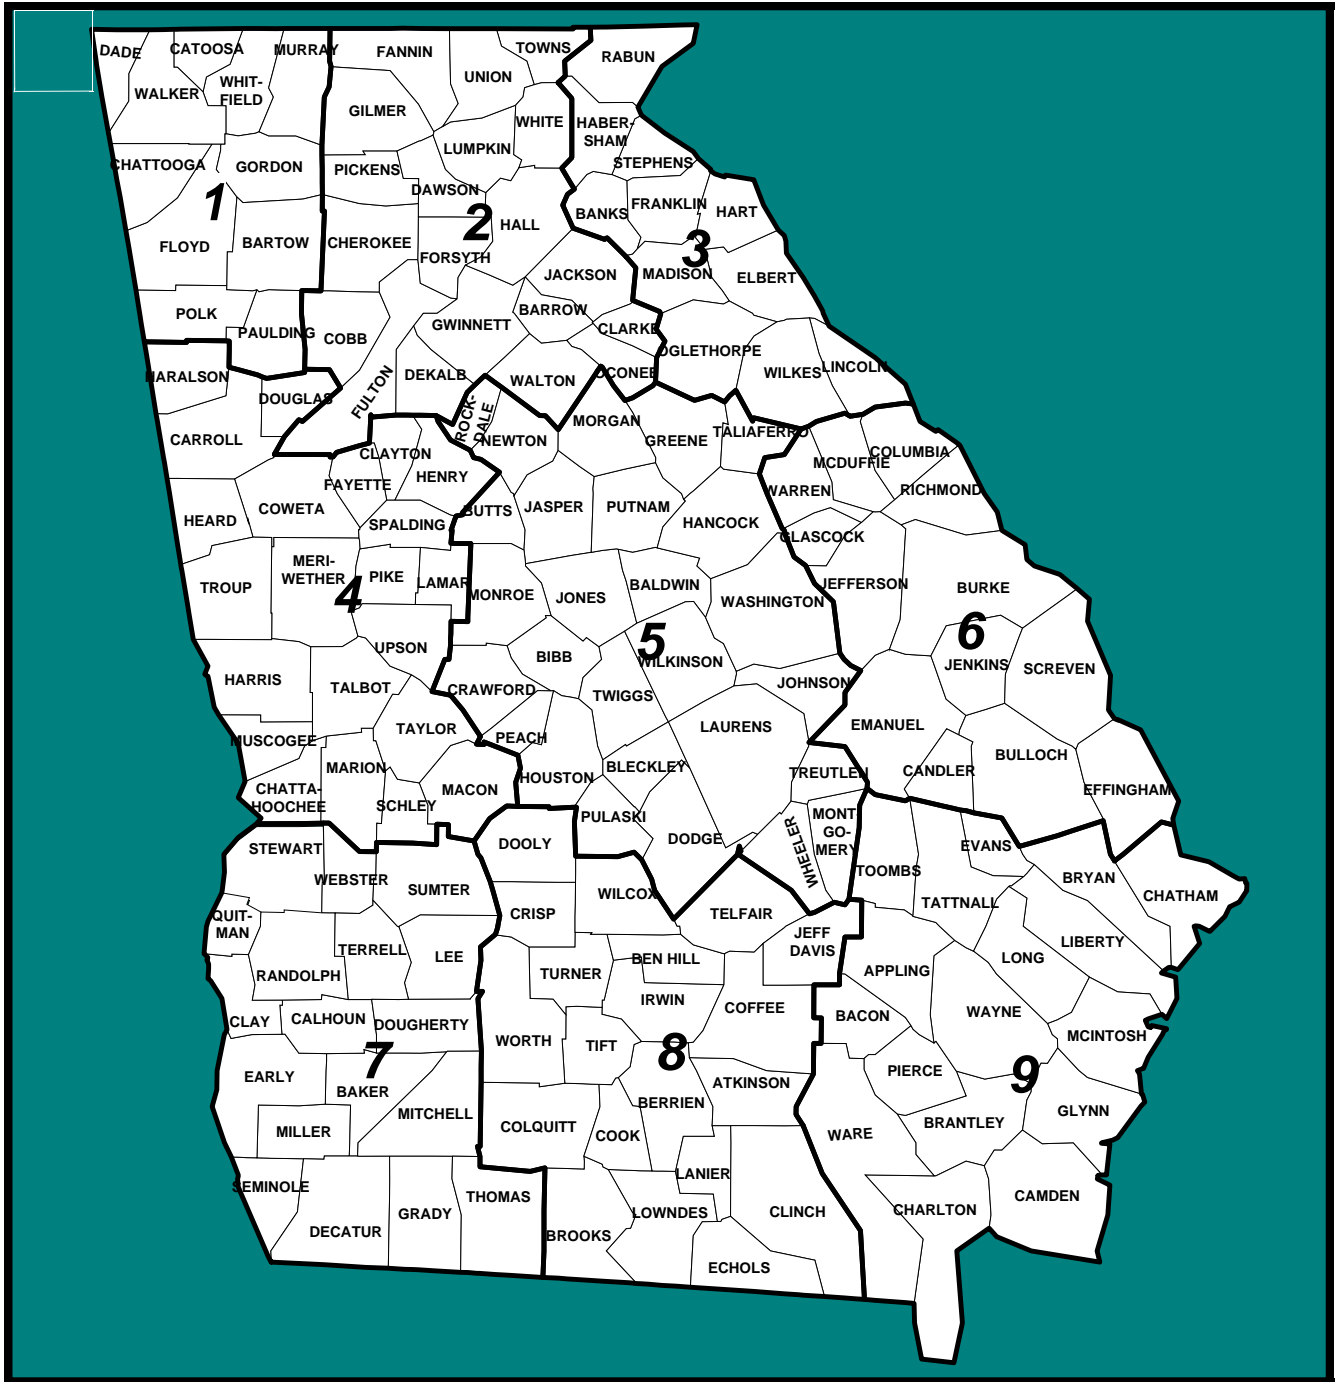 DADE
CATOOSA
MURRAY
FANNIN
TOWNS
RABUN
UNION
WALKER
WHIT-
FIELD
GILMER
WHITE
HABER-
SHAM
LUMPKIN
STEPHENS
CHATTOOGA
GORDON
PICKENS
DAWSON
1
2
3
BANKS
FRANKLIN
HART
HALL
FLOYD
BARTOW
CHEROKEE
FORSYTH
JACKSON
MADISON
ELBERT
POLK
PAULDING
COBB
GWINNETT
BARROW
CLARKE
OGLETHORPE
WILKES
LINCOLN
HARALSON
DOUGLAS
FULTON
DEKALB
WALTON
OCONEE
CARROLL
ROCK-
DALE
NEWTON
MORGAN
GREENE
TALIAFERRO
CLAYTON
FAYETTE
HENRY
MCDUFFIE
COLUMBIA
WARREN
RICHMOND
HEARD
COWETA
SPALDING
BUTTS
JASPER
PUTNAM
HANCOCK
GLASCOCK
TROUP
MERI-
WETHER
PIKE
LAMAR
MONROE
JONES
BALDWIN
WASHINGTON
JEFFERSON
BURKE
4
5
6
UPSON
BIBB
WILKINSON
JENKINS
SCREVEN
HARRIS
TALBOT
CRAWFORD
TWIGGS
JOHNSON
MUSCOGEE
TAYLOR
PEACH
LAURENS
EMANUEL
BULLOCH
MARION
HOUSTON
BLECKLEY
TREUTLEN
CANDLER
EFFINGHAM
CHATTA-
HOOCHEE
SCHLEY
MACON
PULASKI
DODGE
WHEELER
MONT
GO-
MERY
STEWART
WEBSTER
SUMTER
DOOLY
WILCOX
TOOMBS
EVANS
BRYAN
CHATHAM
QUIT-
MAN
CRISP
TELFAIR
TATTNALL
TERRELL
LEE
JEFF
DAVIS
LIBERTY
RANDOLPH
TURNER
BEN HILL
APPLING
LONG
CLAY
CALHOUN
DOUGHERTY
WORTH
TIFT
IRWIN
COFFEE
BACON
WAYNE
MCINTOSH
7
8
9
EARLY
BAKER
MITCHELL
BERRIEN
ATKINSON
PIERCE
GLYNN
MILLER
COLQUITT
COOK
WARE
BRANTLEY
SEMINOLE
THOMAS
LANIER
CAMDEN
DECATUR
GRADY
BROOKS
LOWNDES
CLINCH
CHARLTON
ECHOLS